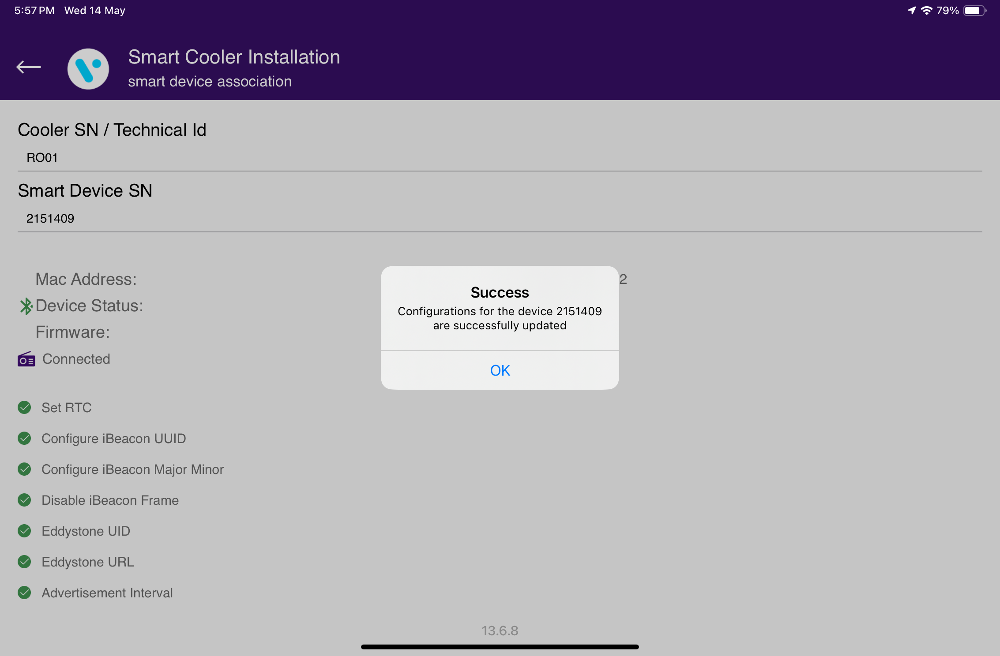 5:57 PM Wed 14 May 79%
Smart Cooler Installation
smart device association
Cooler SN / Technical Id
RO01
Smart Device SN
2151409
Mac Address: 2
Device Status:
Firmware:
Connected
Success
Configurations for the device 2151409
are successfully updated
OK
Set RTC
Configure iBeacon UUID
Configure iBeacon Major Minor
Disable iBeacon Frame
Eddystone UID
Eddystone URL
Advertisement Interval
13.6.8